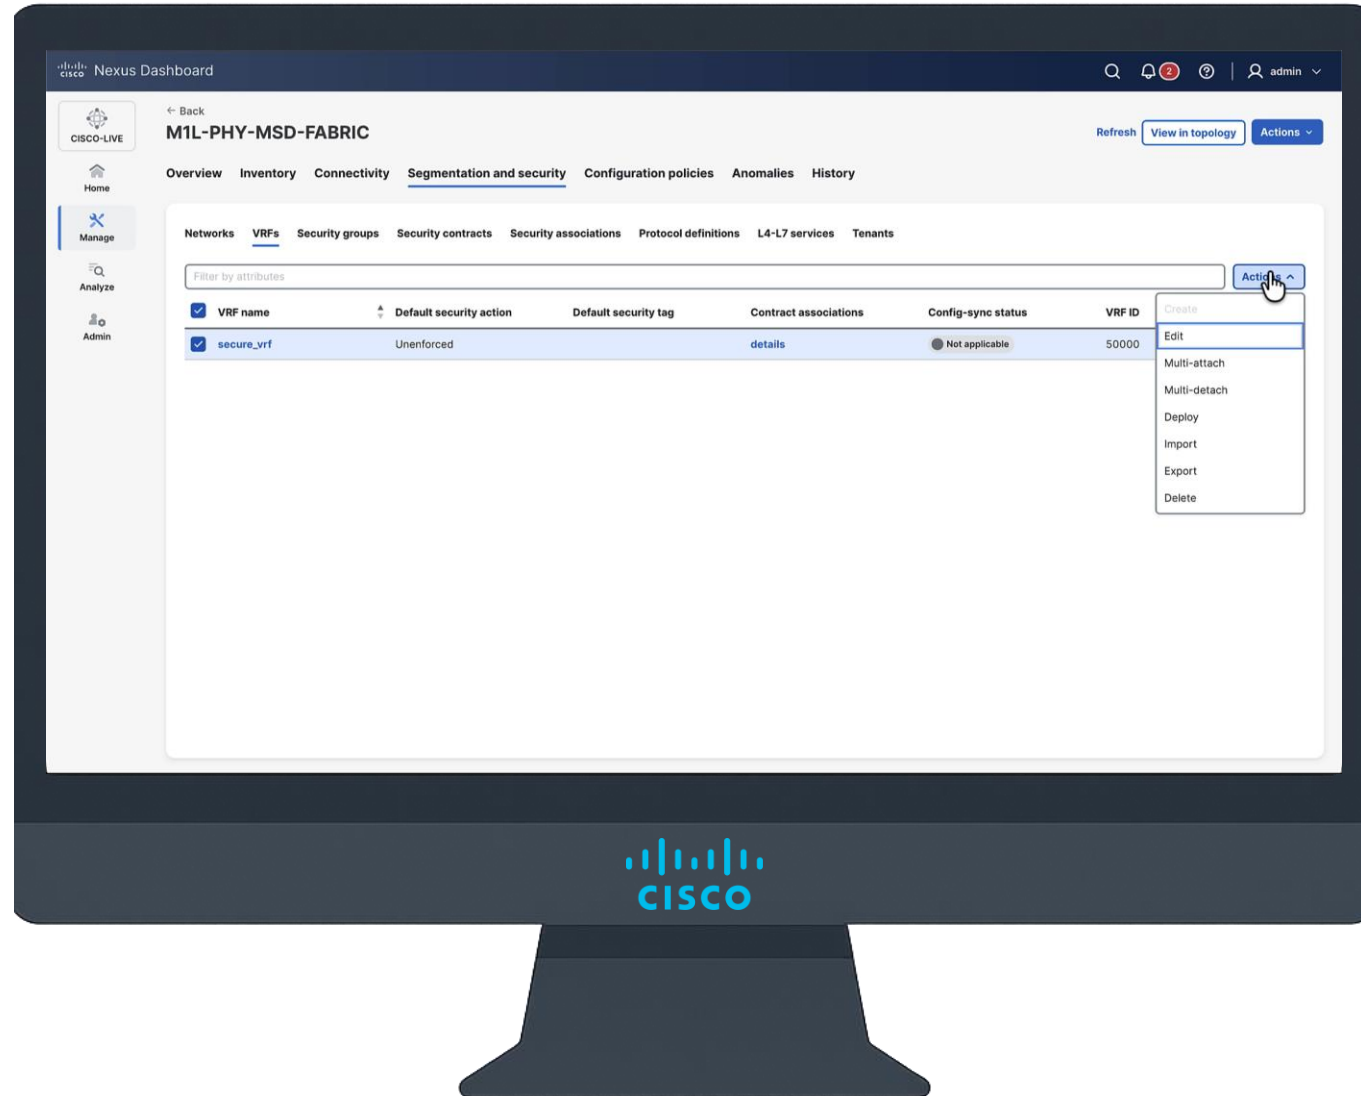 cisco Nexus Dashboard
2
admin
CISCO-LIVE
Home
Manage
Analyze
Admin
← Back
M1L-PHY-MSD-FABRIC
Refresh View in topology Actions
Overview Inventory Connectivity Segmentation and security Configuration policies Anomalies History
Networks VRFs Security groups Security contracts Security associations Protocol definitions L4-L7 services Tenants
Filter by attributes
VRF name Default security action Default security tag Contract associations Config-sync status VRF ID
secure_vrf Unenforced details Not applicable 50000
Create
Edit
Multi-attach
Multi-detach
Deploy
Import
Export
Delete
CISCO